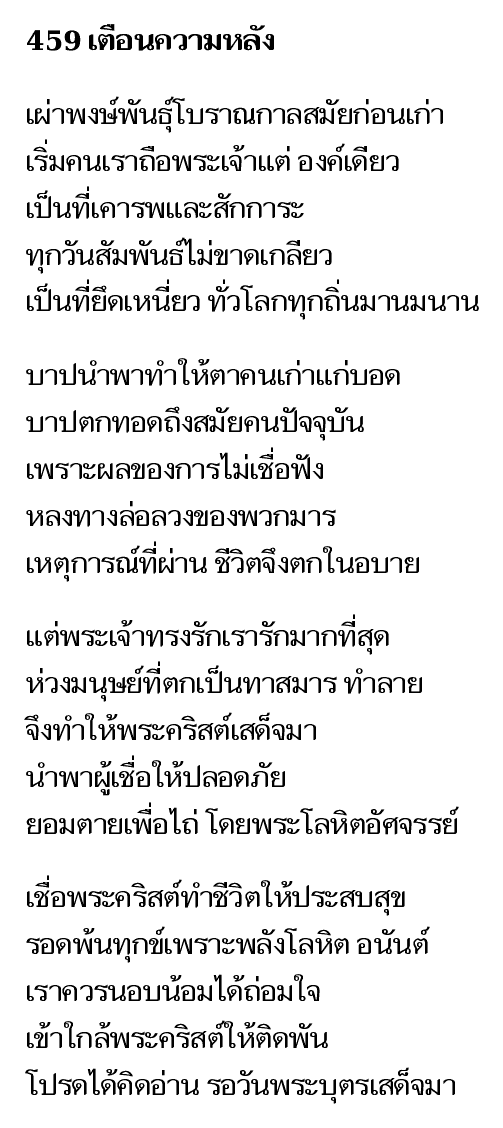 459 เตือนความหลัง
เผ่าพงษ์พันธุ์โบราณกาลสมัยก่อนเก่า
เริ่มคนเราถือพระเจ้าแต่ องค์เดียว
เป็นที่เคารพและสักการะ
ทุกวันสัมพันธ์ไม่ขาดเกลียว
เป็นที่ยึดเหนี่ยว ทั่วโลกทุกถิ่นมานมนาน
บาปนำพาทำให้ตาคนเก่าแก่บอด
บาปตกทอดถึงสมัยคนปัจจุบัน
เพราะผลของการไม่เชื่อฟัง
หลงทางล่อลวงของพวกมาร
เหตุการณ์ที่ผ่าน ชีวิตจึงตกในอบาย
แต่พระเจ้าทรงรักเรารักมากที่สุด
ห่วงมนุษย์ที่ตกเป็นทาสมาร ทำลาย
จึงทำให้พระคริสต์เสด็จมา
นำพาผู้เชื่อให้ปลอดภัย
ยอมตายเพื่อไถ่ โดยพระโลหิตอัศจรรย์
เชื่อพระคริสต์ทำชีวิตให้ประสบสุข
รอดพ้นทุกข์เพราะพลังโลหิต อนันต์
เราควรนอบน้อมได้ถ่อมใจ
เข้าใกล้พระคริสต์ให้ติดพัน
โปรดได้คิดอ่าน รอวันพระบุตรเสด็จมา